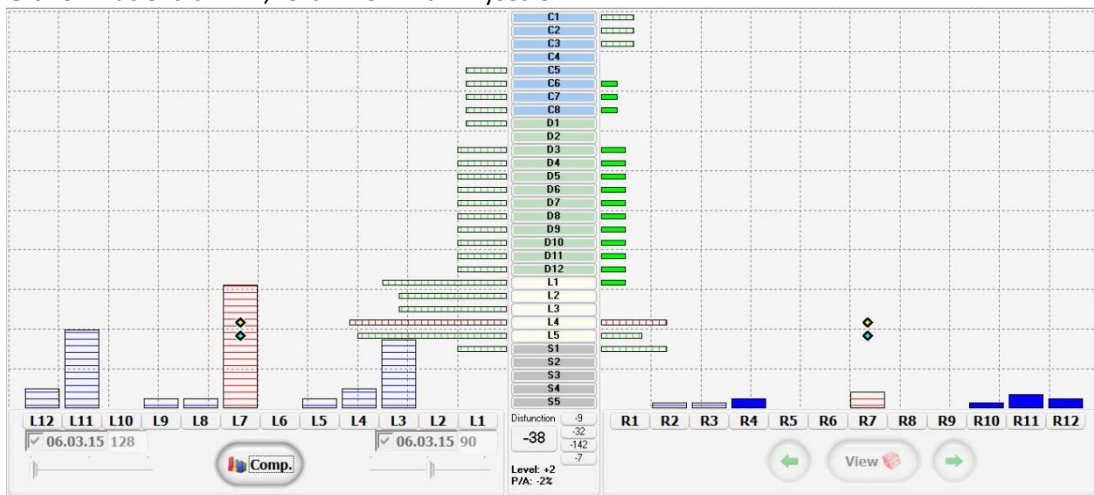 C1
C2
C3
C4
C5
C6
C7
C8
D1
D2
D3
D4
D5
D6
D7
D8
D9
D10
D11
D12
L1
L2
L3
L4
L5
S1
S2
S3
S4
S5
L12 L11 L10 L9 L8 L7 L6 L5 L4 L3 L2 L1
R1 R2 R3 R4 R5 R6 R7 R8 R9 R10 R11 R12
06.03.15 128
Comp.
06.03.15 90
Disfunction
-38
-9
-32
-142
-7
Level: +2
P/A: -2%
View